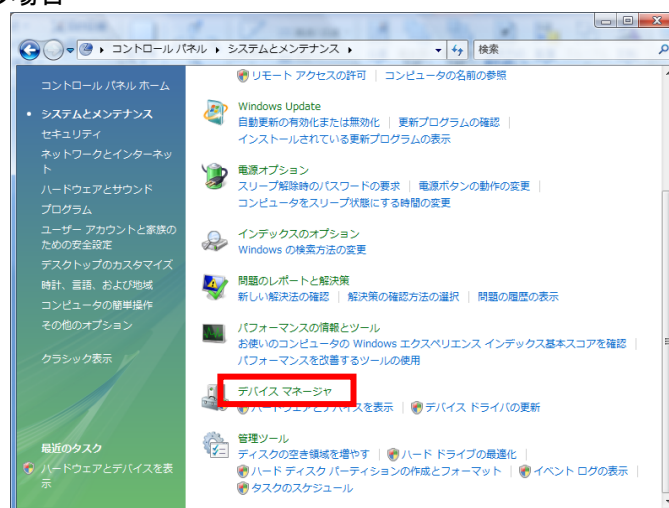 場合
コントロール パネル ▸ システムとメンテナンス ▸
検索
コントロール パネル ホーム
• システムとメンテナンス
セキュリティ
ネットワークとインターネッ
ト
ハードウェアとサウンド
プログラム
ユーザー アカウントと家族の
ための安全設定
デスクトップのカスタマイズ
時計、言語、および地域
コンピュータの簡単操作
その他のオプション
クラシック表示
最近のタスク
ハードウェアとデバイスを表
示
リモート アクセスの許可 | コンピュータの名前の参照
Windows Update
自動更新の有効化または無効化 | 更新プログラムの確認 |
インストールされている更新プログラムの表示
電源オプション
スリープ解除時のパスワードの要求 | 電源ボタンの動作の変更 |
コンピュータをスリープ状態にする時間の変更
インデックスのオプション
Windows の検索方法の変更
問題のレポートと解決策
新しい解決法の確認 | 解決策の確認方法の選択 | 問題の履歴の表示
パフォーマンスの情報とツール
お使いのコンピュータの Windows エクスペリエンス インデックス基本スコアを確認 |
パフォーマンスを改善するツールの使用
デバイス マネージャ
ハードウェアとデバイスを表示 | デバイス ドライバの更新
管理ツール
ディスクの空き領域を増やす | ハード ドライブの最適化 |
ハード ディスク パーティションの作成とフォーマット | イベント ログの表示 |
タスクのスケジュール